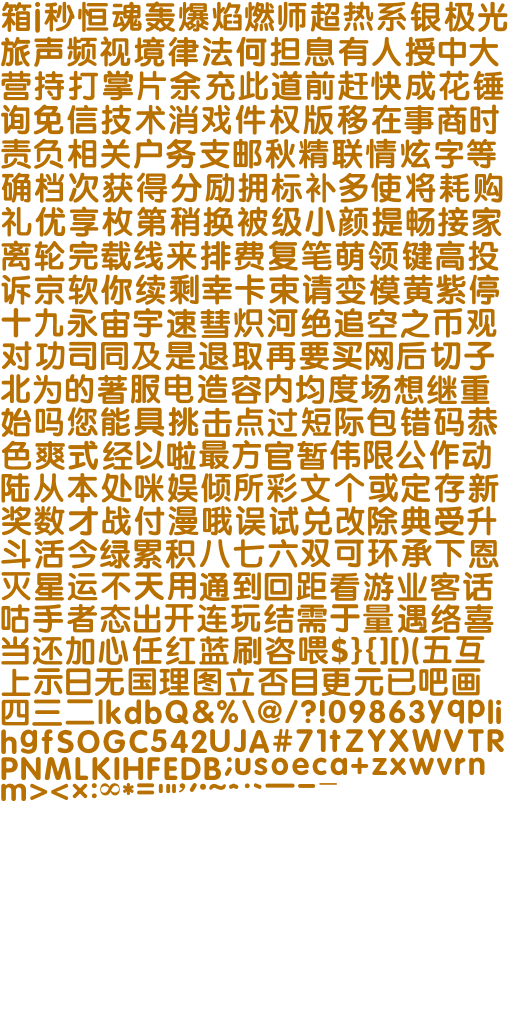 箱j秒恒魂轰爆焰燃师超热系银极光
旅声频视境律法何担息有人授中大
营持打掌片余充此道前赶快成花锤
询免信技术消戏件权版移在事商时
责负相关户务支邮秋精联情炫字等
确档次获得分励拥标补多使将耗购
礼优享枚第稍换被级小颜提畅接家
离轮完载线来排费复笔萌领键高投
诉京软你续剩幸卡束请变模黄紫停
十九永宙宇速彗炽河绝追空之币观
对功司同及是退取再要买网后切子
北为的著服电造容内均度场想继重
始吗您能具挑击点过短际包错码恭
色爽式经以啦最方官暂伟限公作动
陆从本处咪娱倾所彩文个或定存新
奖数才战付漫哦误试兑改除典受升
斗活今绿累积八七六双可环承下恩
灭星运不天用通到回距看游业客话
咕手者态出开连玩结需于量遇络喜
当还加心任红蓝刷咨喂$}{][)(五互
上示日无国理图立否目更元已吧画
四三二lkdbQ&%\@/?!09863yqpli
hgfSOGC542UJA#71tZYXWVTR
PNMLKIHFEDB;usoeca+zxwvrn
m><×:∞*=